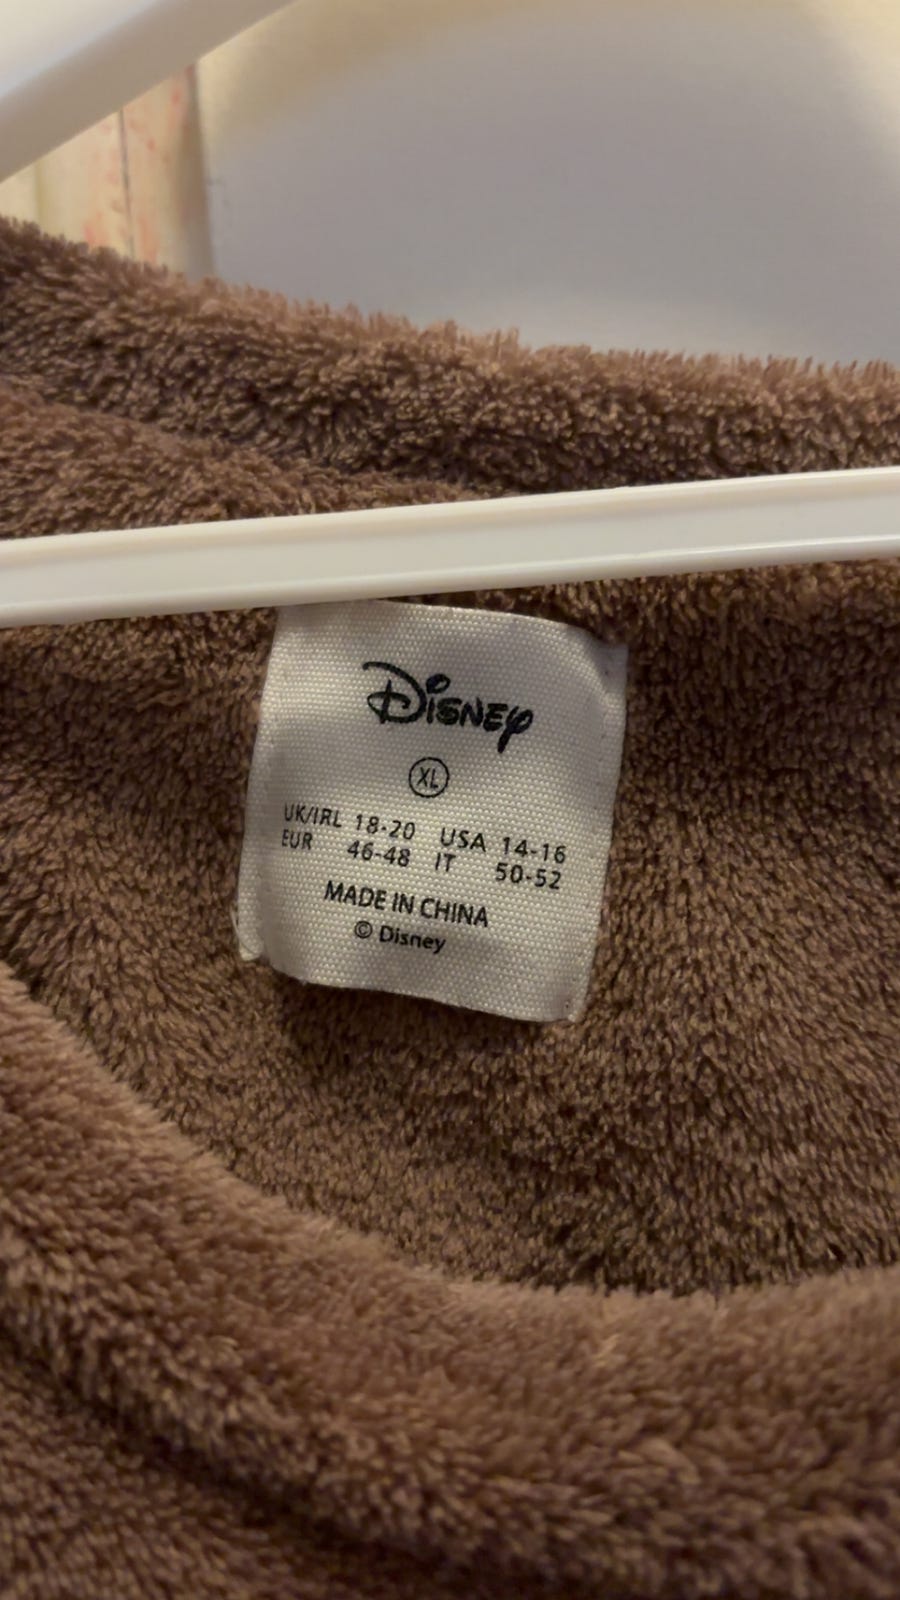 Disney
XL
UK/IRL 18-20 USA 14-16
EUR 46-48 IT 50-52
MADE IN CHINA
© Disney